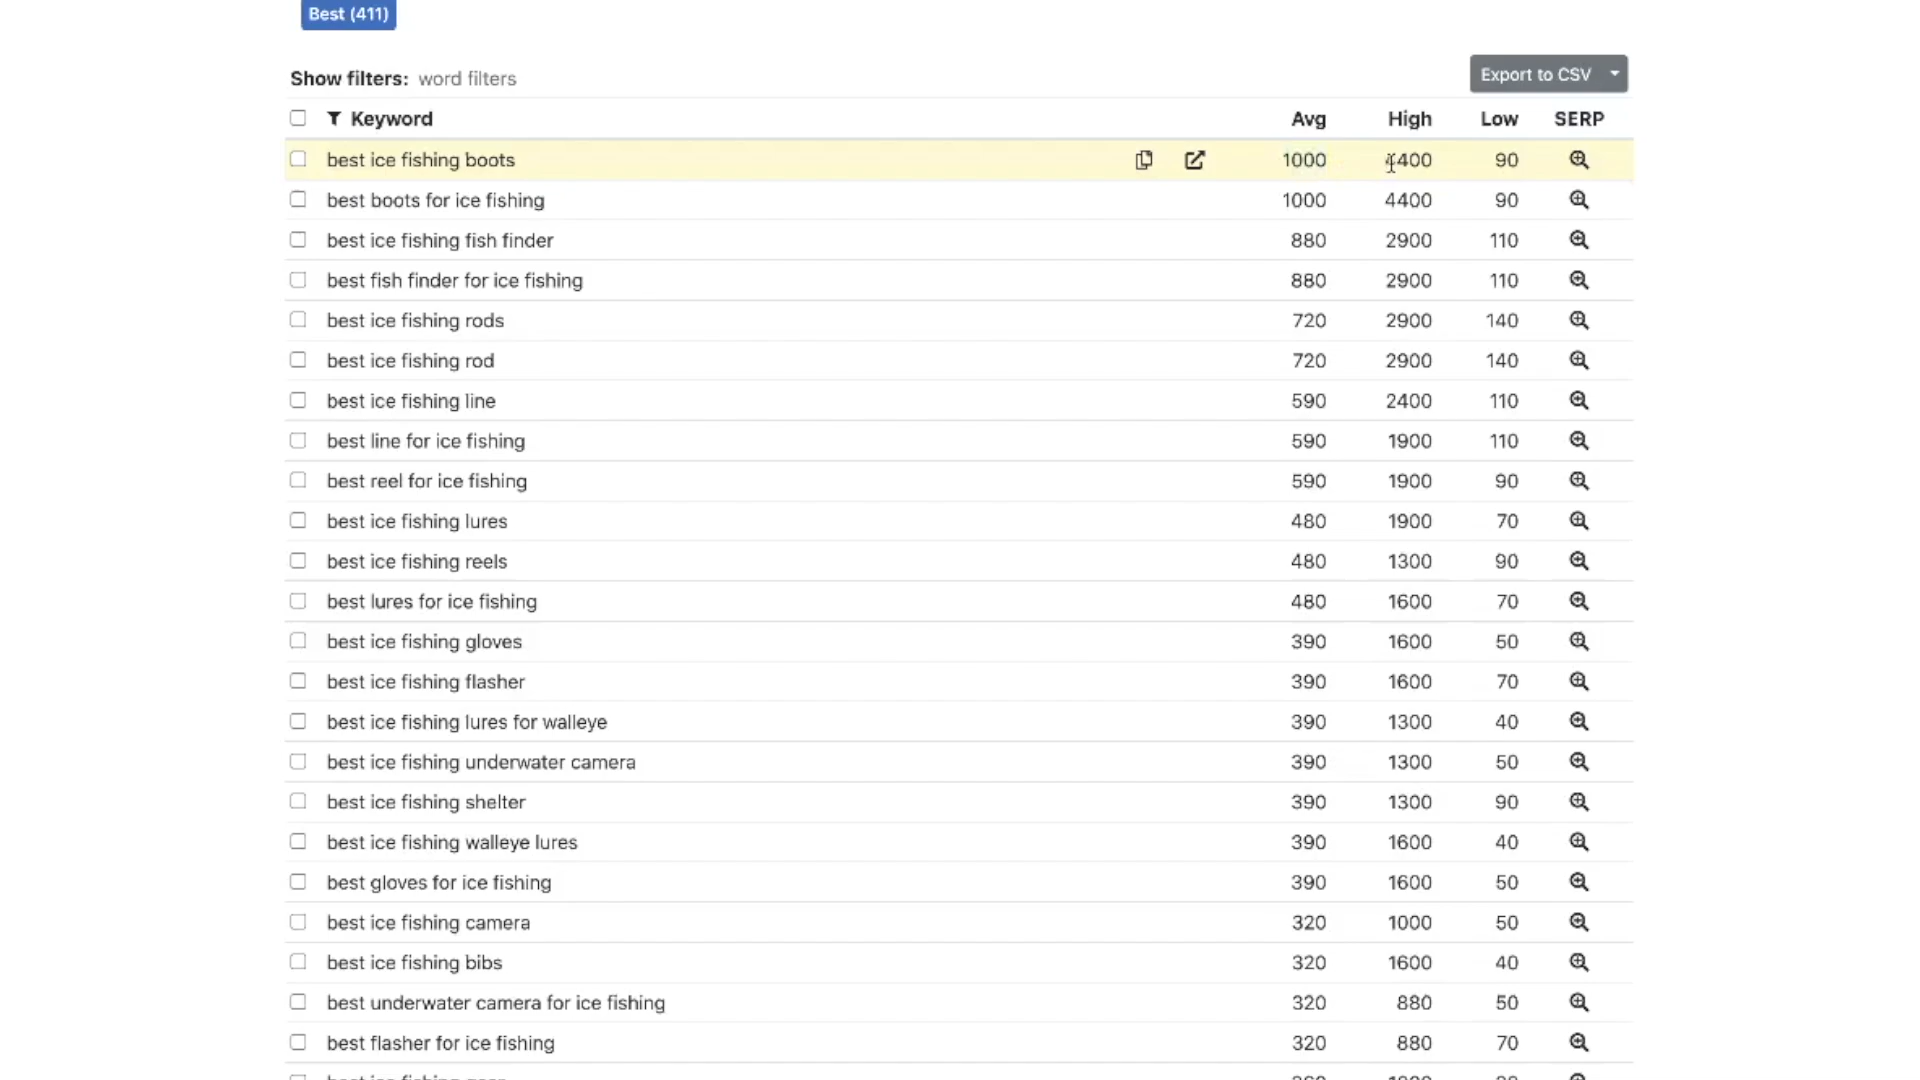 Best (411)
Show filters: word filters
Export to CSV
Keyword Avg High Low SERP
best ice fishing boots 1000 4400 90
best boots for ice fishing 1000 4400 90
best ice fishing fish finder 880 2900 110
best fish finder for ice fishing 880 2900 110
best ice fishing rods 720 2900 140
best ice fishing rod 720 2900 140
best ice fishing line 590 2400 110
best line for ice fishing 590 1900 110
best reel for ice fishing 590 1900 90
best ice fishing lures 480 1900 70
best ice fishing reels 480 1300 90
best lures for ice fishing 480 1600 70
best ice fishing gloves 390 1600 50
best ice fishing flasher 390 1600 70
best ice fishing lures for walleye 390 1300 40
best ice fishing underwater camera 390 1300 50
best ice fishing shelter 390 1300 90
best ice fishing walleye lures 390 1600 40
best gloves for ice fishing 390 1600 50
best ice fishing camera 320 1000 50
best ice fishing bibs 320 1600 40
best underwater camera for ice fishing 320 880 50
best flasher for ice fishing 320 880 70
best ice fishing